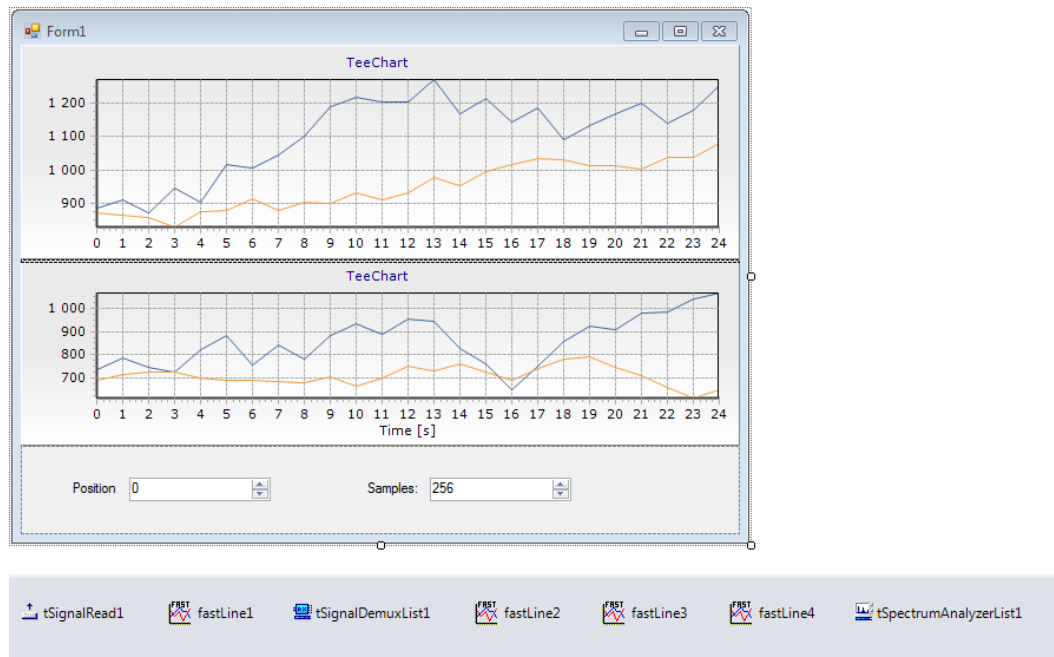 Form1
TeeChart
1 200
1 100
1 000
900
0 1 2 3 4 5 6 7 8 9 10 11 12 13 14 15 16 17 18 19 20 21 22 23 24
TeeChart
1 000
900
800
700
0 1 2 3 4 5 6 7 8 9 10 11 12 13 14 15 16 17 18 19 20 21 22 23 24
Time [s]
Position 0 Samples: 256
tSignalRead1 FAST fastLine1 tSignalDemuxList1 FAST fastLine2 FAST fastLine3 FAST fastLine4 tSpectrumAnalyzerList1